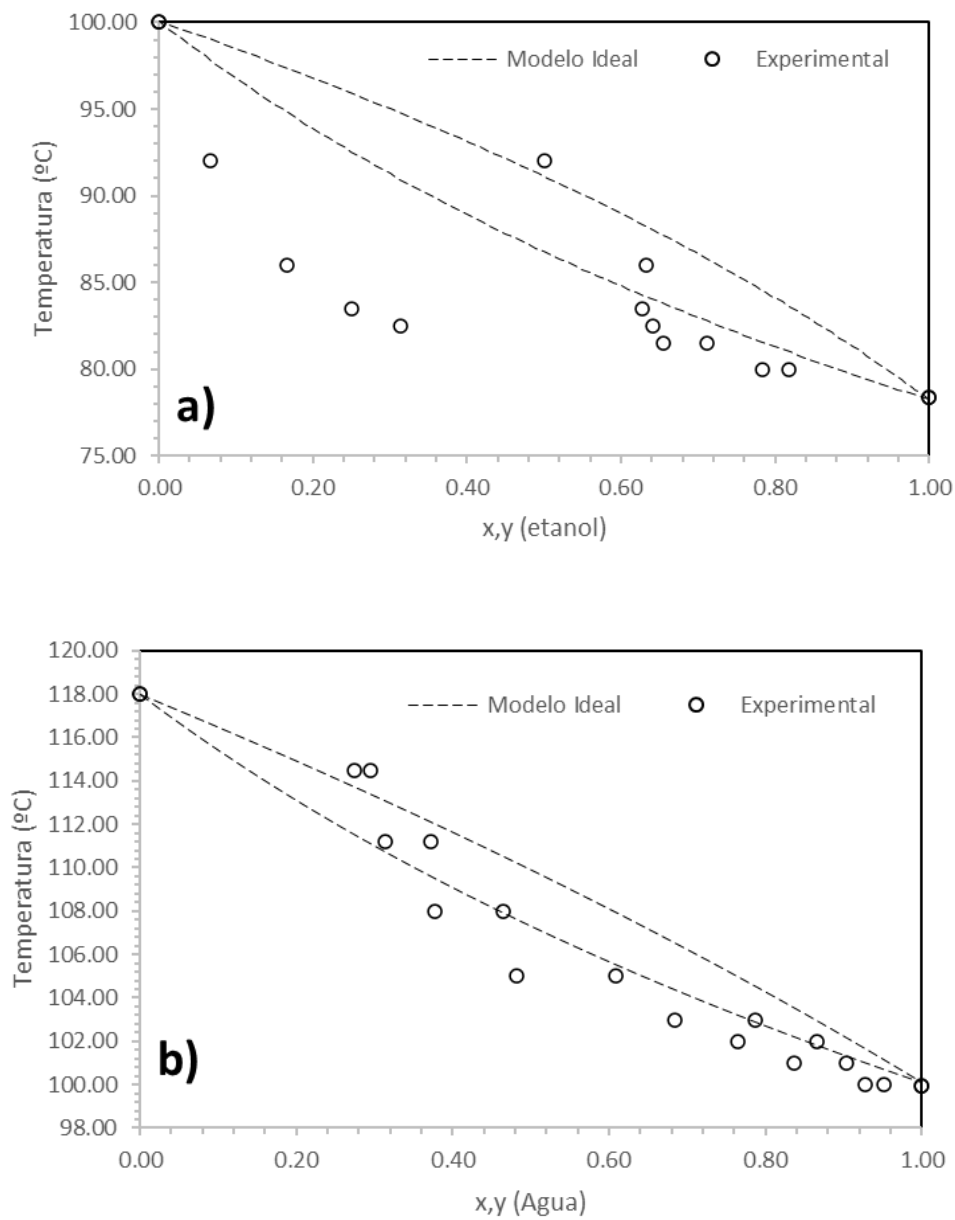 100.00
Modelo Ideal Experimental
95.00
90.00
85.00
80.00
75.00
Temperatura (ºC)
a)
0.00 0.20 0.40 0.60 0.80 1.00
x,y (etanol)
120.00
118.00
Modelo Ideal Experimental
116.00
114.00
112.00
110.00
108.00
106.00
104.00
102.00
100.00
98.00
Temperatura (ºC)
b)
0.00 0.20 0.40 0.60 0.80 1.00
x,y (Agua)